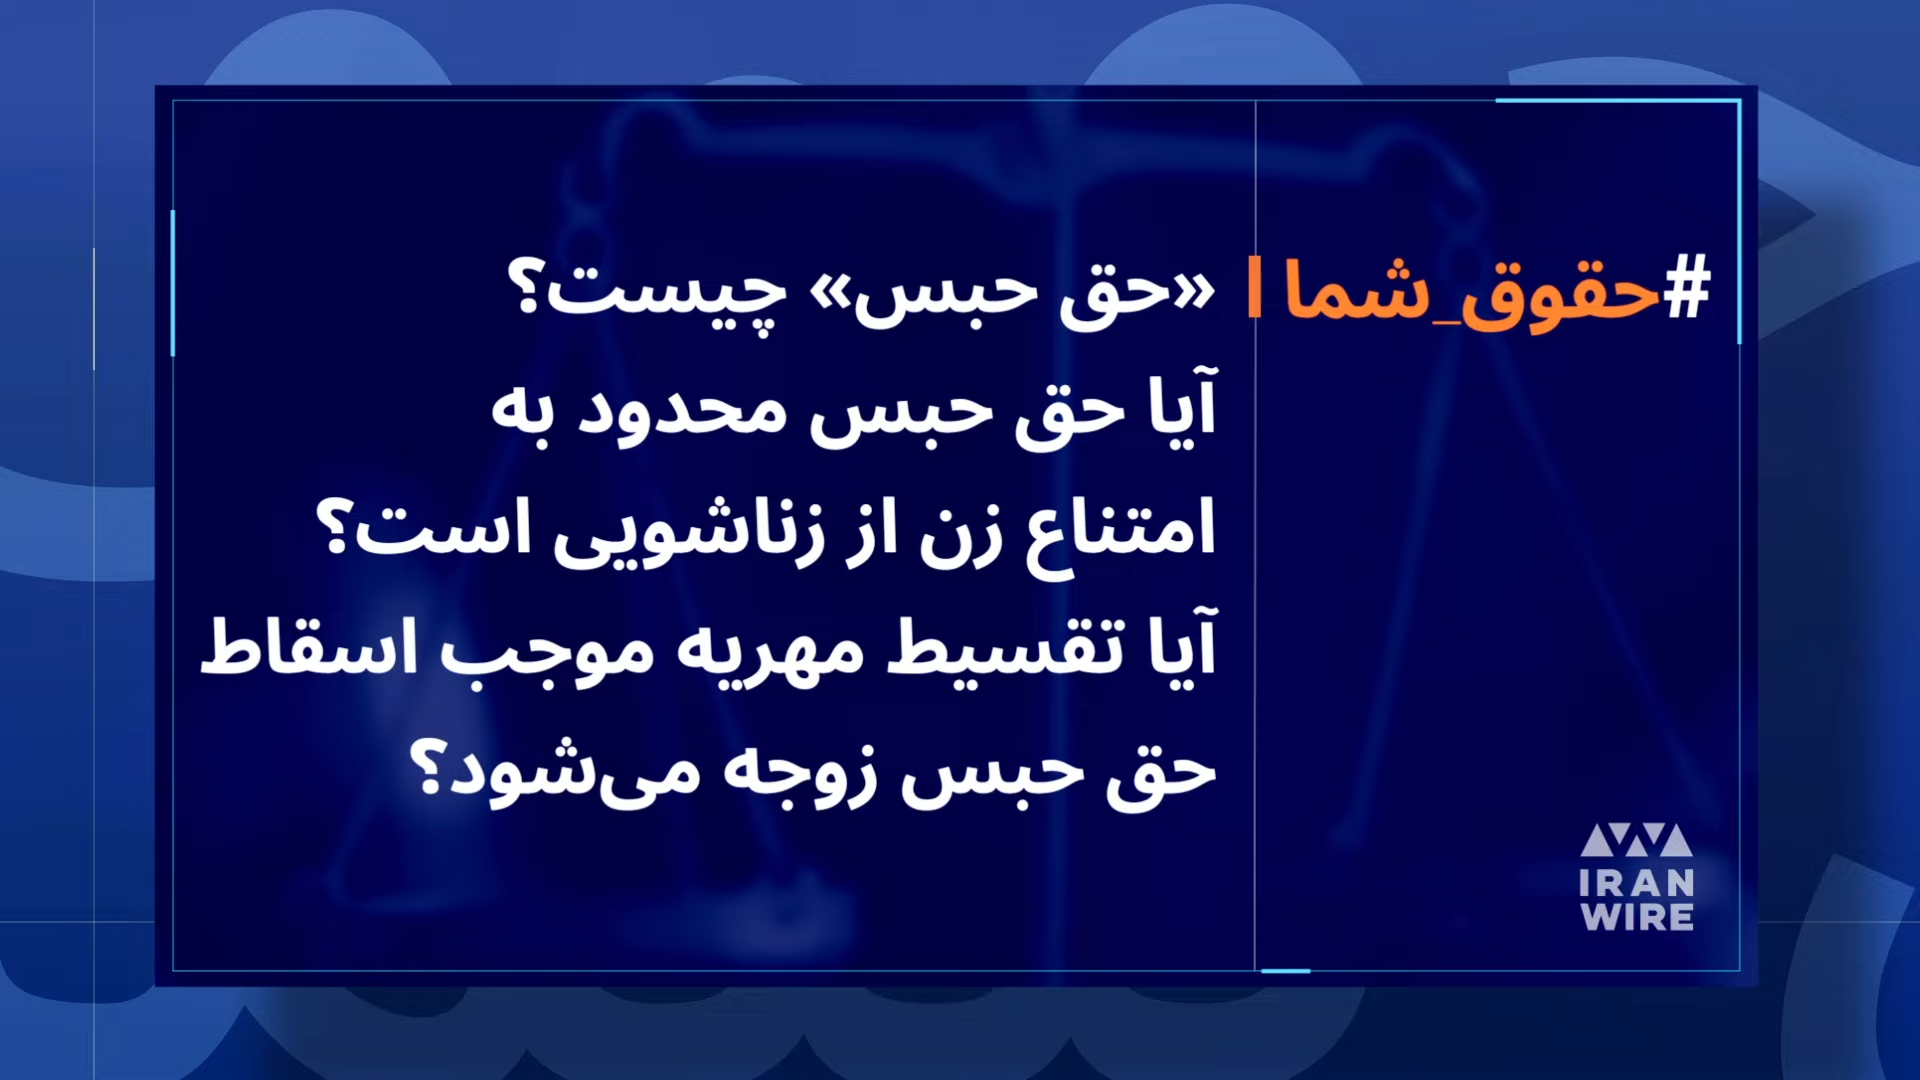 #حقوق_شما | «حق حبس» چیست؟
آیا حق حبس محدود به
امتناع زن از زناشویی است؟
آیا تقسیط مهریه موجب اسقاط
حق حبس زوجه می‌شود؟
IRAN
WIRE